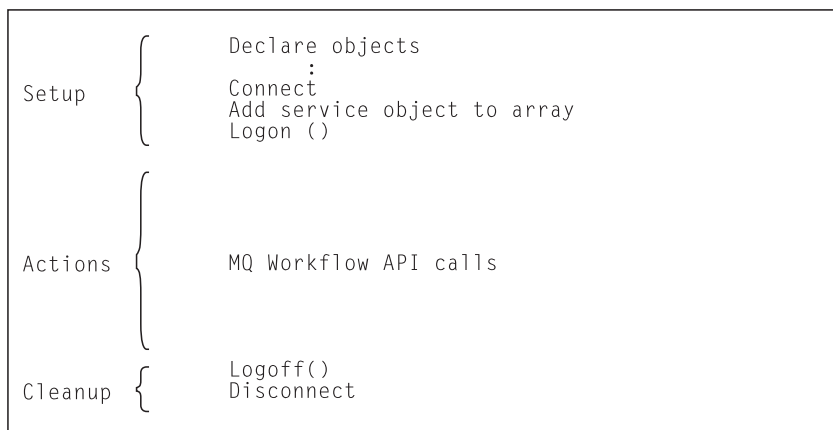 Declare objects
⋮
Setup Connect
Add service object to array
Logon ()
Actions MQ Workflow API calls
Logoff()
Cleanup Disconnect